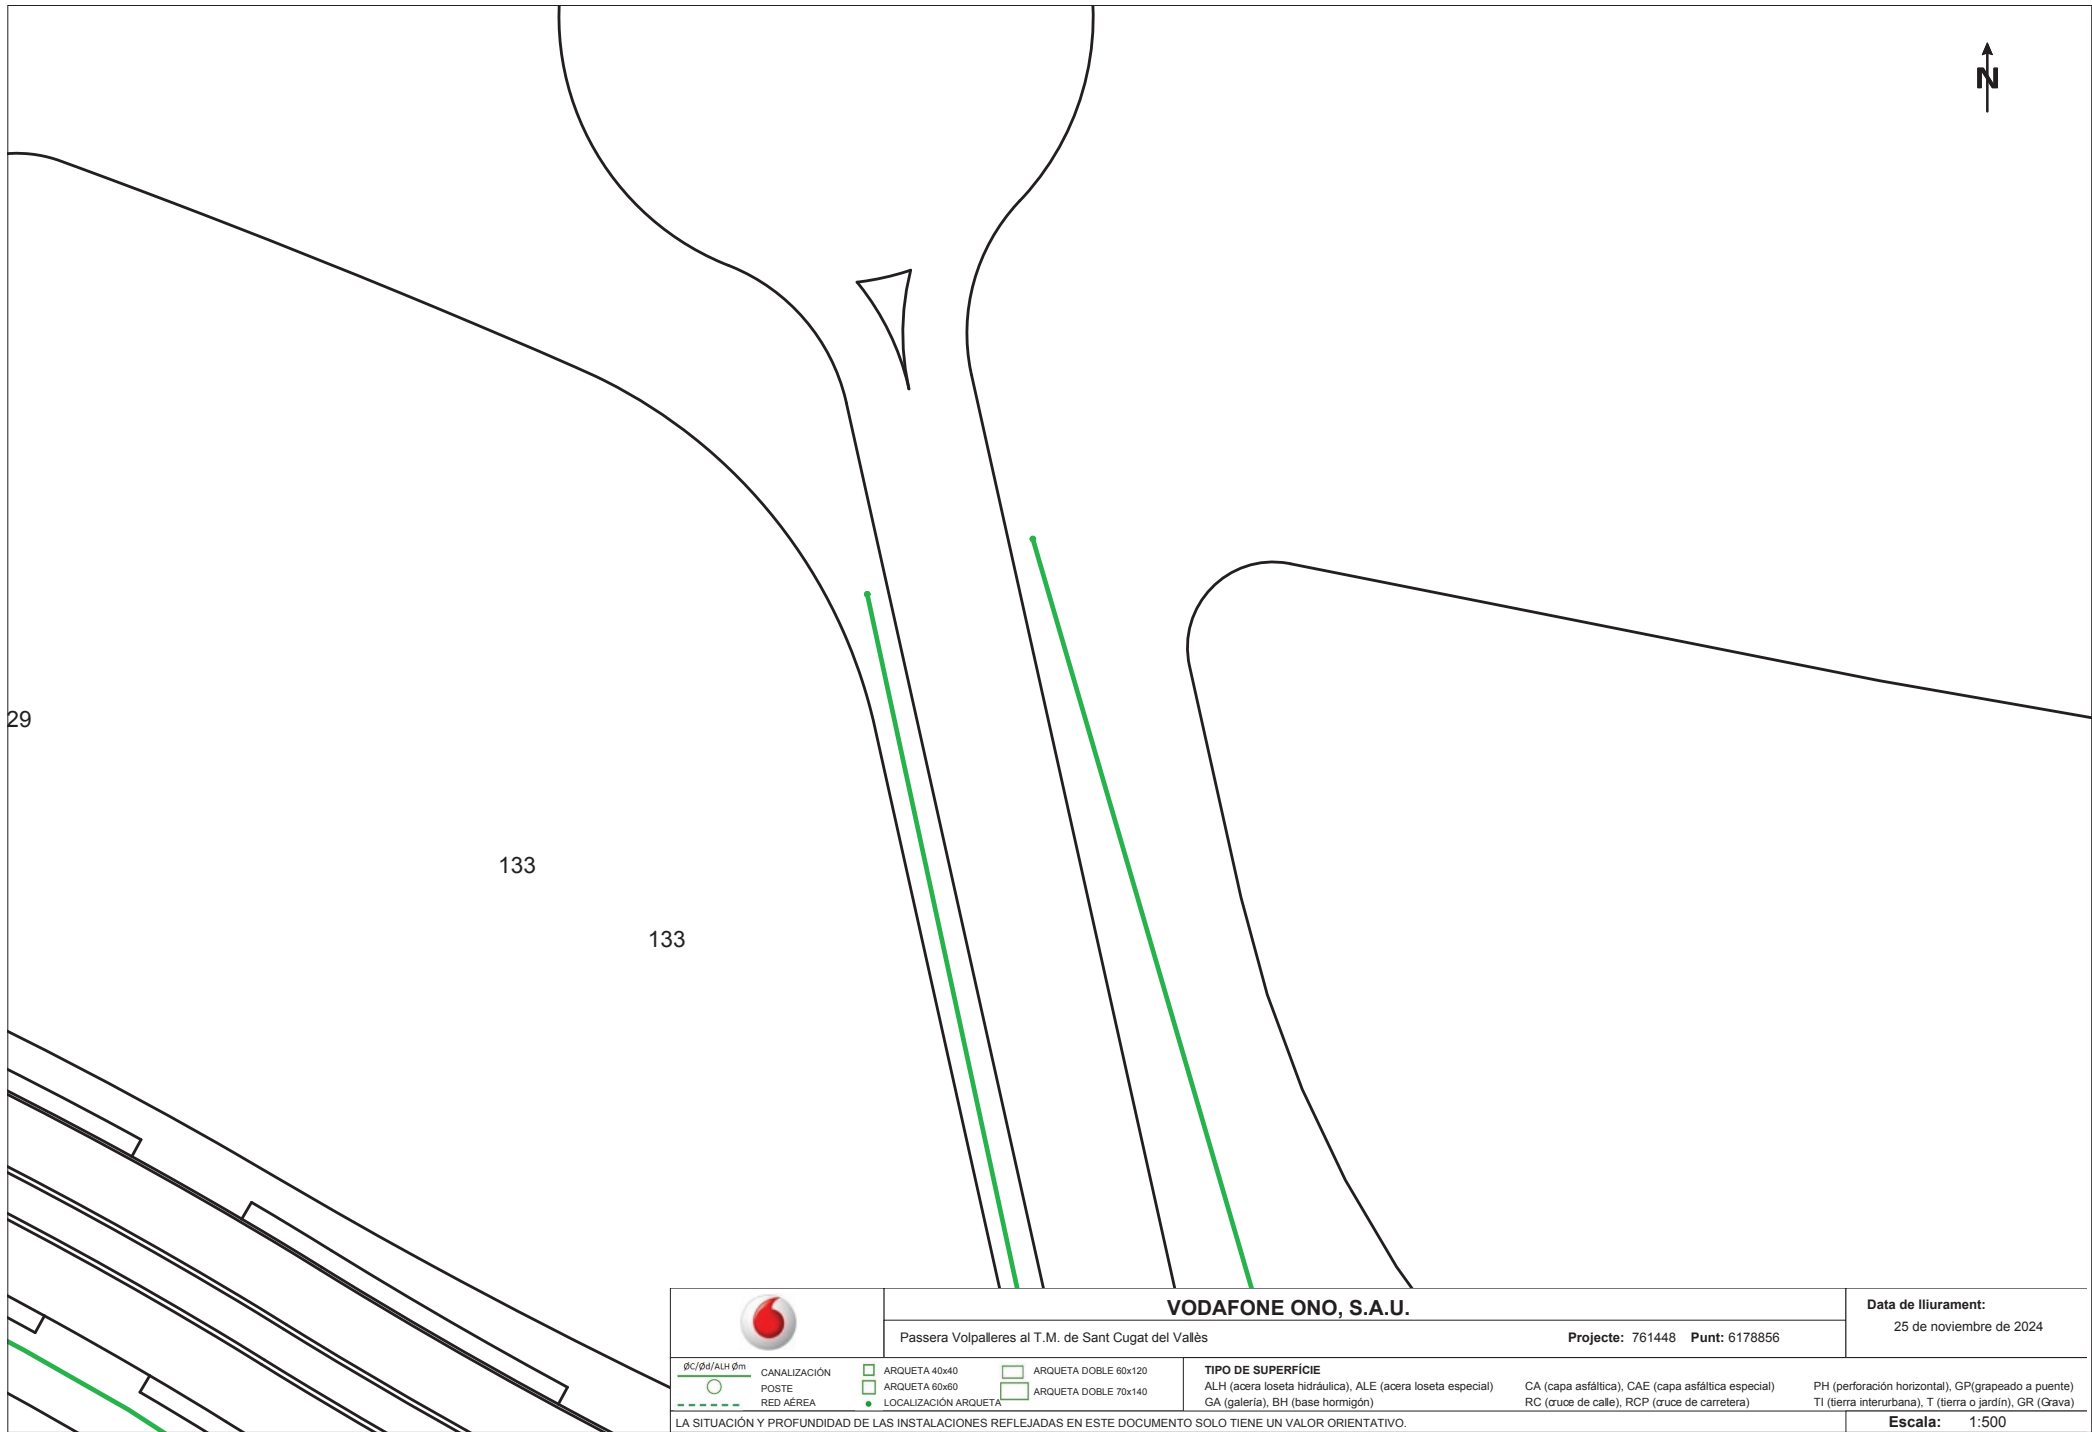 N
29
133
133
VODAFONE ONO, S.A.U.
Passera Volpalleres al T.M. de Sant Cugat del Vallès
Projecte: 761448 Punt: 6178856
Data de lliurament:
25 de noviembre de 2024
ØC/Ød/ALH Øm
CANALIZACIÓN
POSTE
RED AÉREA
ARQUETA 40x40
ARQUETA 60x60
LOCALIZACIÓN ARQUETA
ARQUETA DOBLE 60x120
ARQUETA DOBLE 70x140
TIPO DE SUPERFÍCIE
ALH (acera loseta hidráulica), ALE (acera loseta especial)
GA (galería), BH (base hormigón)
CA (capa asfáltica), CAE (capa asfáltica especial)
RC (cruce de calle), RCP (cruce de carretera)
PH (perforación horizontal), GP(grapeado a puente)
TI (tierra interurbana), T (tierra o jardín), GR (Grava)
LA SITUACIÓN Y PROFUNDIDAD DE LAS INSTALACIONES REFLEJADAS EN ESTE DOCUMENTO SOLO TIENE UN VALOR ORIENTATIVO.
Escala: 1:500